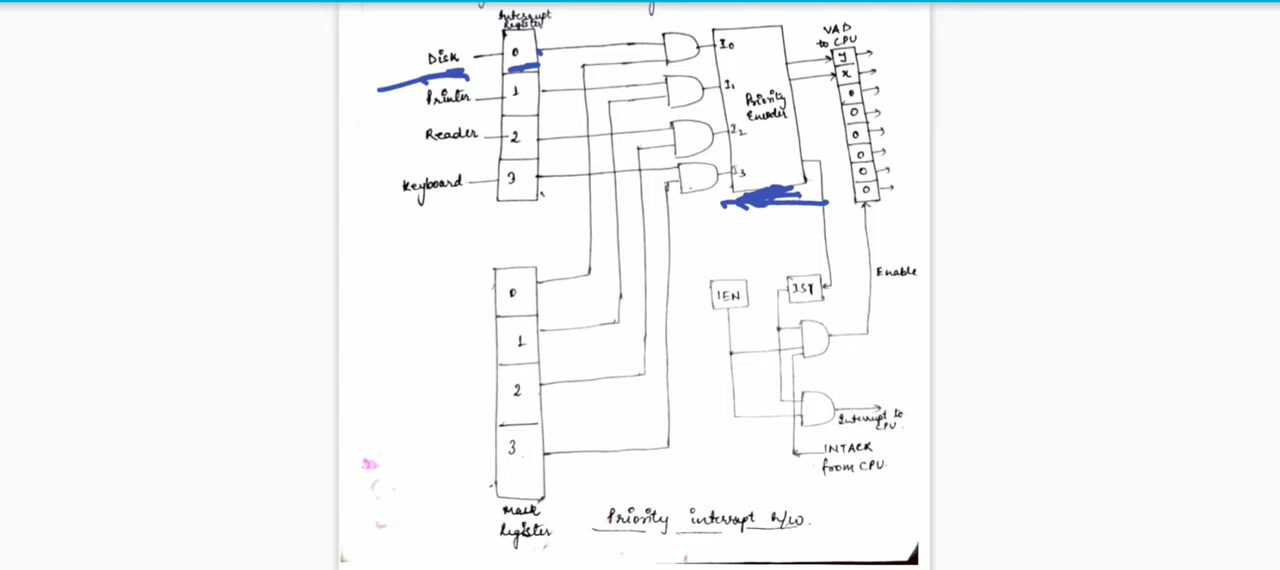 Interrupt
Register
Disk
Printer
Reader
Keyboard
0
1
2
3
I0
I1
I2
I3
Priority
Encoder
VAD
to CPU
y
x
0
0
0
0
0
0
Enable
IEN
IST
Interrupt to
CPU.
INTACK
from CPU.
0
1
2
3
Mask
Register
Priority interrupt h/w.